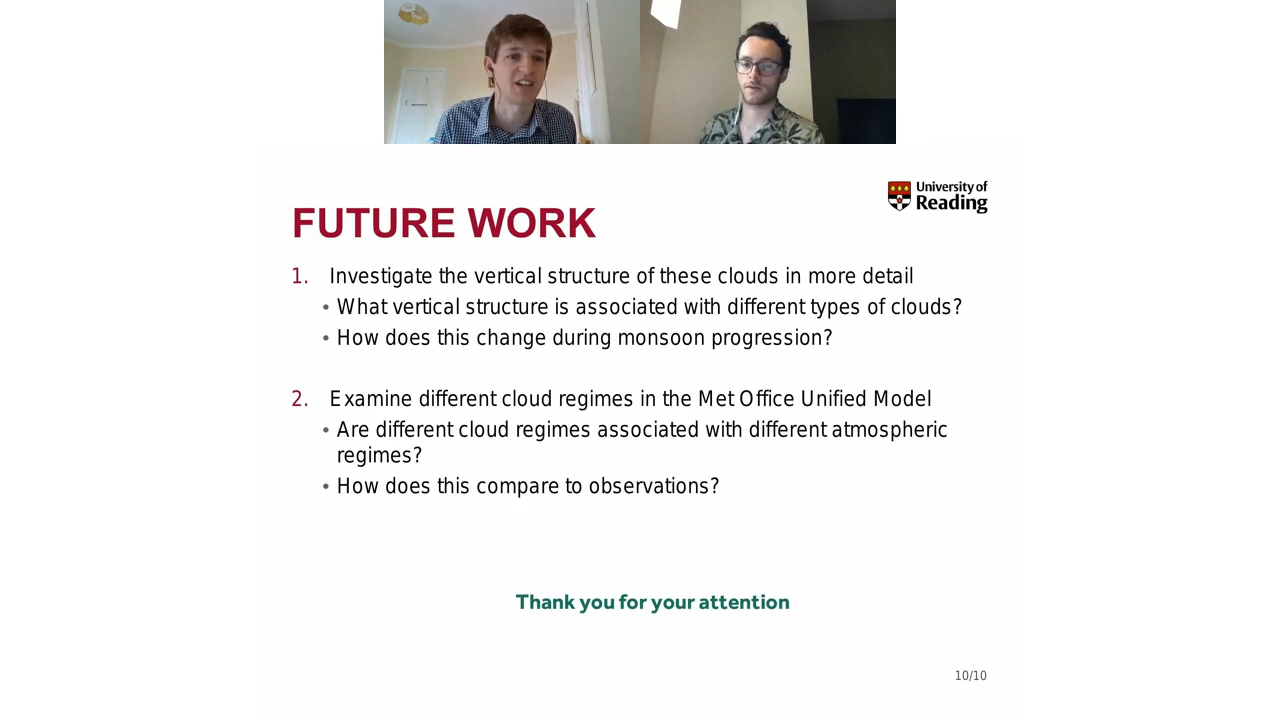 University of
Reading
FUTURE WORK
1. Investigate the vertical structure of these clouds in more detail
• What vertical structure is associated with different types of clouds?
• How does this change during monsoon progression?
2. Examine different cloud regimes in the Met Office Unified Model
• Are different cloud regimes associated with different atmospheric
regimes?
• How does this compare to observations?
Thank you for your attention
10/10